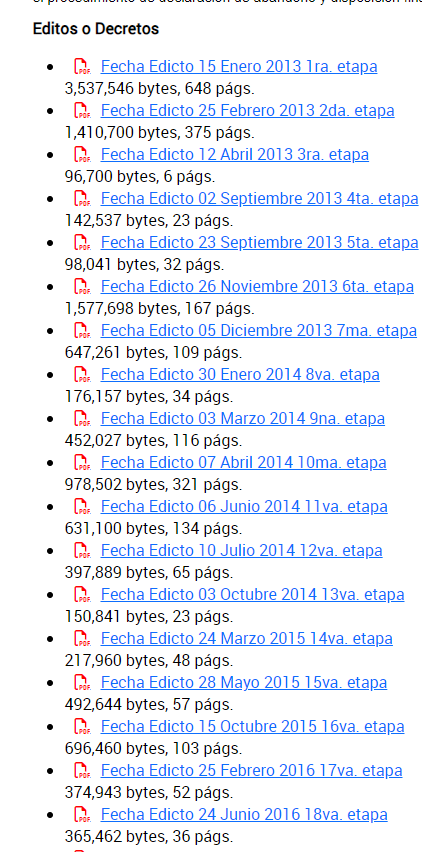 el procedimiento de declaración de abandono y disposición
Editos o Decretos
Fecha Edicto 15 Enero 2013 1ra. etapa
3,537,546 bytes, 648 págs.
Fecha Edicto 25 Febrero 2013 2da. etapa
1,410,700 bytes, 375 págs.
Fecha Edicto 12 Abril 2013 3ra. etapa
96,700 bytes, 6 págs.
Fecha Edicto 02 Septiembre 2013 4ta. etapa
142,537 bytes, 23 págs.
Fecha Edicto 23 Septiembre 2013 5ta. etapa
98,041 bytes, 32 págs.
Fecha Edicto 26 Noviembre 2013 6ta. etapa
1,577,698 bytes, 167 págs.
Fecha Edicto 05 Diciembre 2013 7ma. etapa
647,261 bytes, 109 págs.
Fecha Edicto 30 Enero 2014 8va. etapa
176,157 bytes, 34 págs.
Fecha Edicto 03 Marzo 2014 9na. etapa
452,027 bytes, 116 págs.
Fecha Edicto 07 Abril 2014 10ma. etapa
978,502 bytes, 321 págs.
Fecha Edicto 06 Junio 2014 11va. etapa
631,100 bytes, 134 págs.
Fecha Edicto 10 Julio 2014 12va. etapa
397,889 bytes, 65 págs.
Fecha Edicto 03 Octubre 2014 13va. etapa
150,841 bytes, 23 págs.
Fecha Edicto 24 Marzo 2015 14va. etapa
217,960 bytes, 48 págs.
Fecha Edicto 28 Mayo 2015 15va. etapa
492,644 bytes, 57 págs.
Fecha Edicto 15 Octubre 2015 16va. etapa
696,460 bytes, 103 págs.
Fecha Edicto 25 Febrero 2016 17va. etapa
374,943 bytes, 52 págs.
Fecha Edicto 24 Junio 2016 18va. etapa
365,462 bytes, 36 págs.